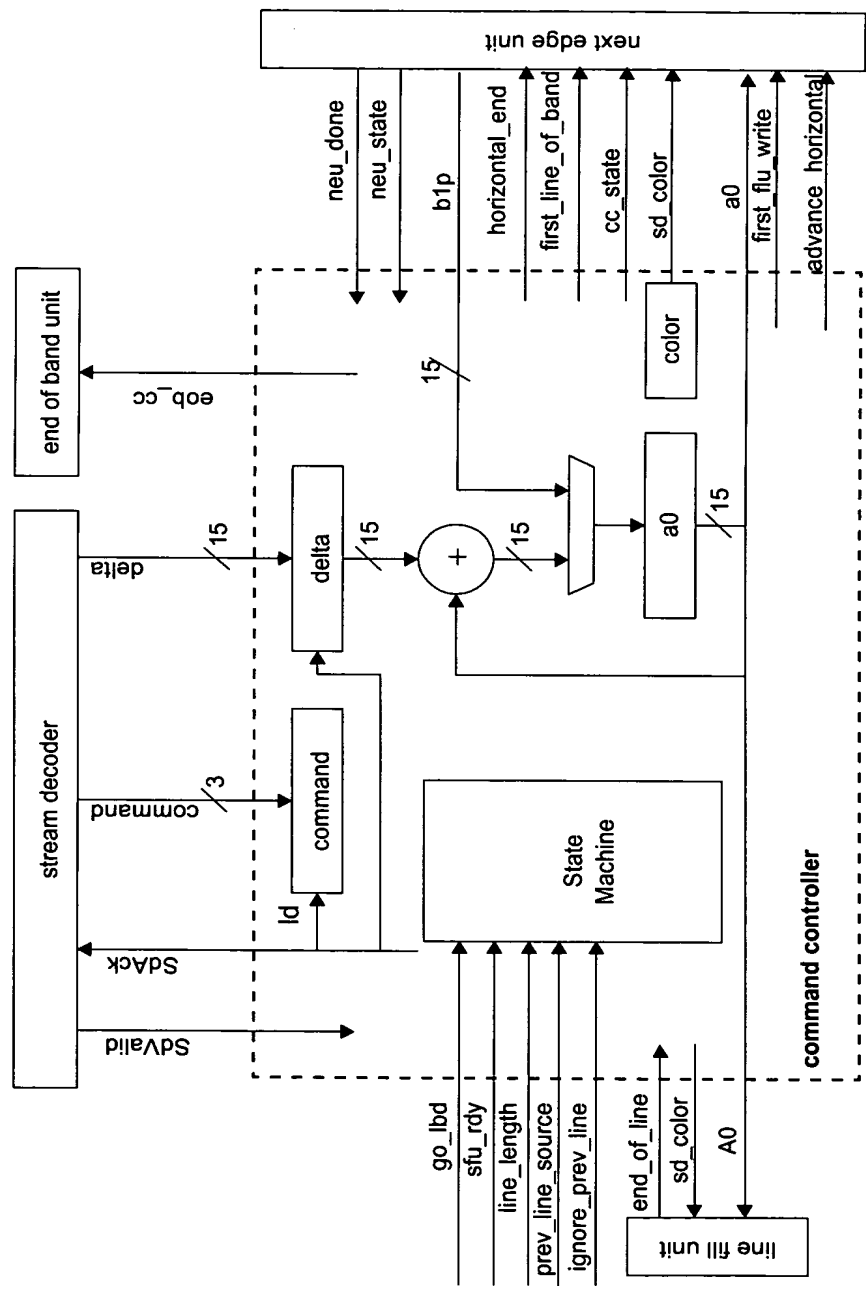 stream decoder
end of band unit
SdValid
SdAck
command
3
delta
15
eob_cc
ld
command
delta
15
+
15
15
a0
15
color
State
Machine
command controller
next edge unit
neu_done
neu_state
b1p
horizontal_end
first_line_of_band
cc_state
sd_color
a0
first_flu_write
advance_horizontal
go_lbd
sfu_rdy
line_length
prev_line_source
ignore_prev_line
end_of_line
sd_color
A0
line fill unit